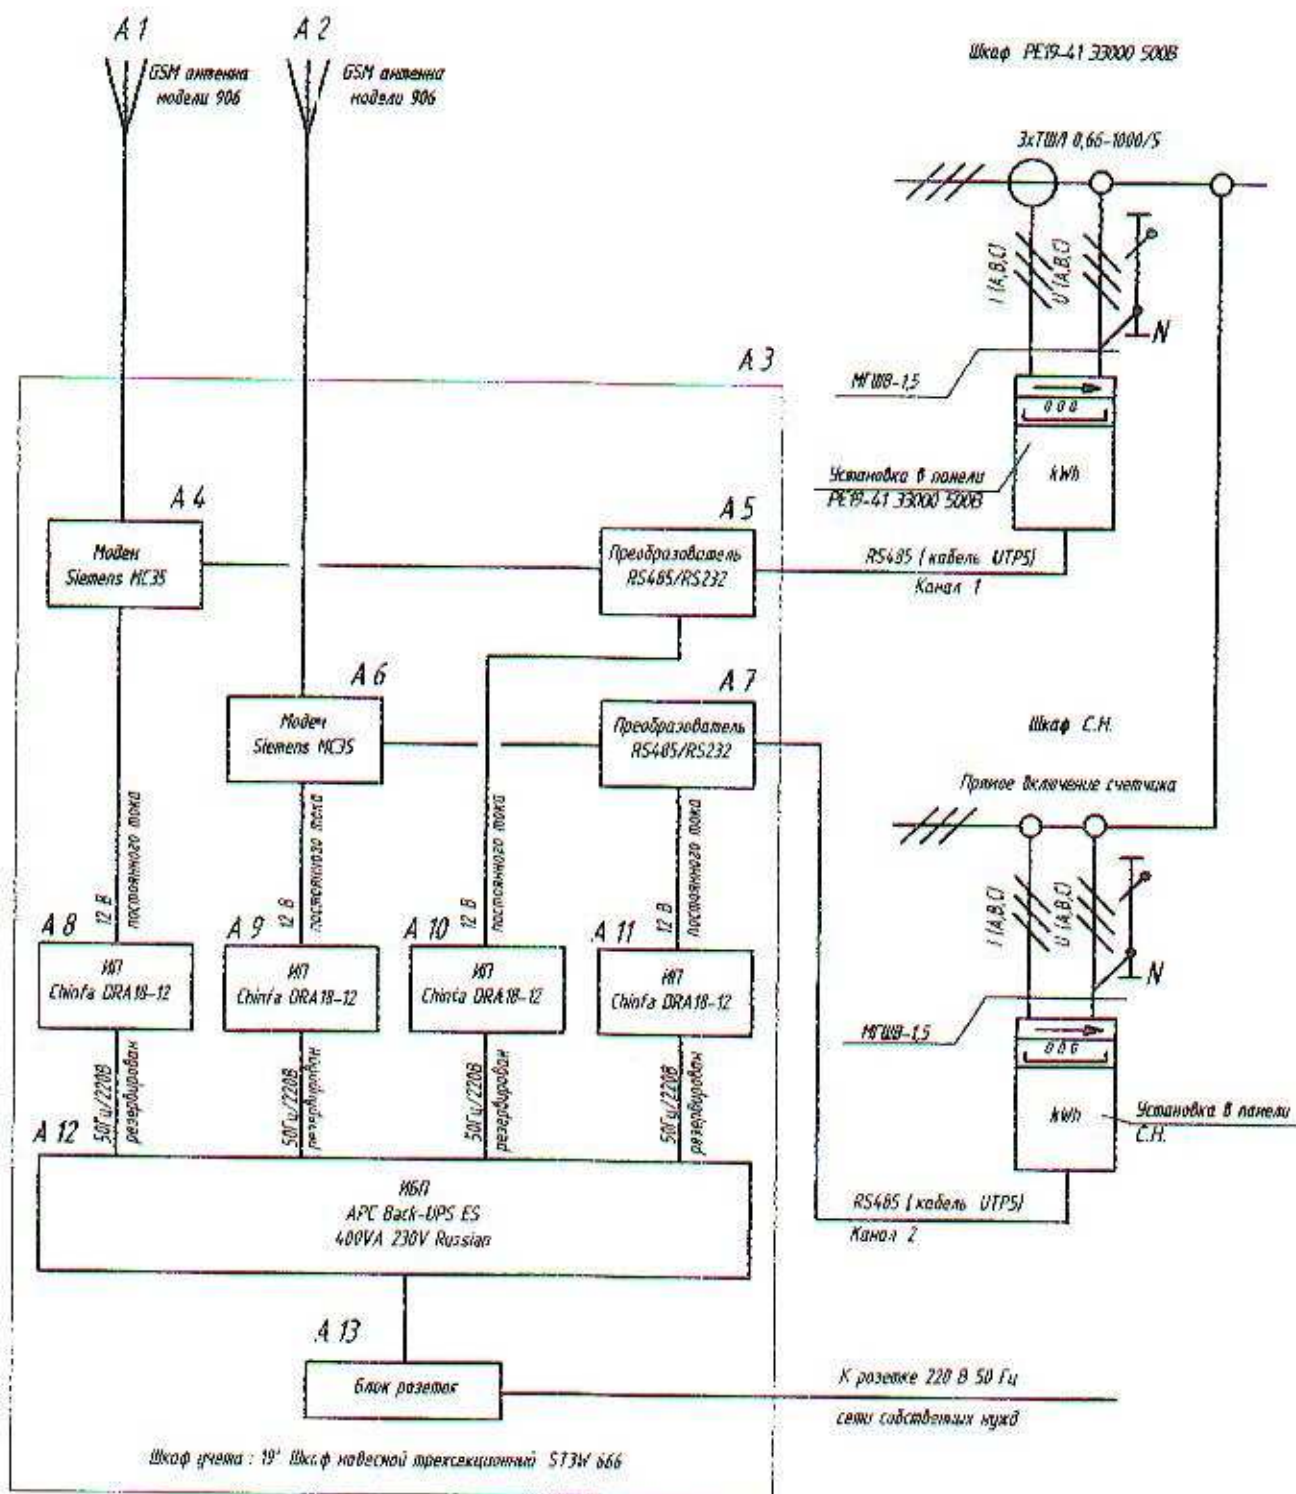 А 1
А 2
GSM антенна
модели 906
GSM антенна
модели 906
Шкаф РЕ19-41 33000 500В
3хТШЛ 0,66-1000/5
I (А,В,С)
U (А,В,С)
N
А 3
МГШВ-1,5
0 0 0
kWh
Установка в панели
РЕ19-41 33000 500В
А 4
Модем
Siemens MC35
А 5
Преобразователь
RS485/RS232
RS485 (кабель UTP5)
Канал 1
А 6
Модем
Siemens MC35
А 7
Преобразователь
RS485/RS232
Шкаф С.Н.
Прямое включение счетчика
I (А,В,С)
U (А,В,С)
N
12 В
постоянного тока
12 В
постоянного тока
12 В
постоянного тока
12 В
постоянного тока
А 8
ИП
Chinfa DRA18-12
А 9
ИП
Chinfa DRA18-12
А 10
ИП
Chinfa DRA18-12
А 11
ИП
Chinfa DRA18-12
МГШВ-1,5
0 0 0
kWh
Установка в панели
С.Н.
50Гц/220В
резервирован
50Гц/220В
резервирован
50Гц/220В
резервирован
50Гц/220В
резервирован
А 12
ИБП
APC Back-UPS ES
400VA 230V Russian
RS485 (кабель UTP5)
Канал 2
А 13
Блок розеток
К розетке 220 В 50 Гц
сети собственных нужд
Шкаф учета : 19" Шкаф навесной трехсекционный ST3W 666